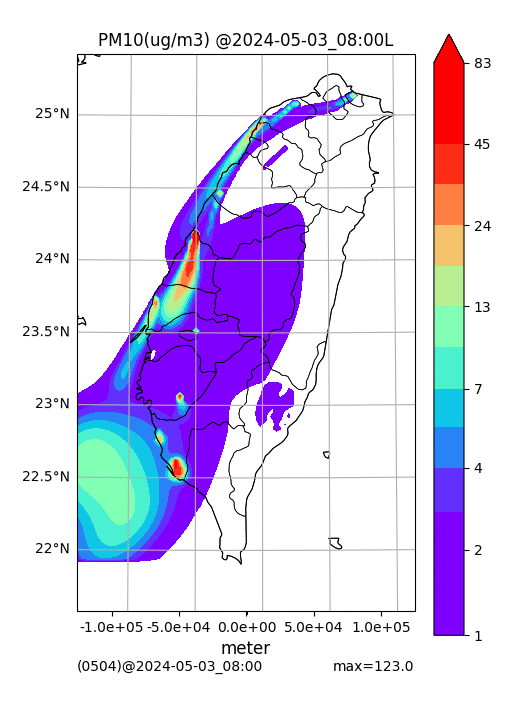 PM10(ug/m3) @2024-05-03_08:00L
83
25°N
45
24.5°N
24
24°N
13
23.5°N
7
23°N
4
22.5°N
2
22°N
1
-1.0e+05 -5.0e+04 0.0e+00 5.0e+04 1.0e+05
meter
(0504)@2024-05-03_08:00 max=123.0